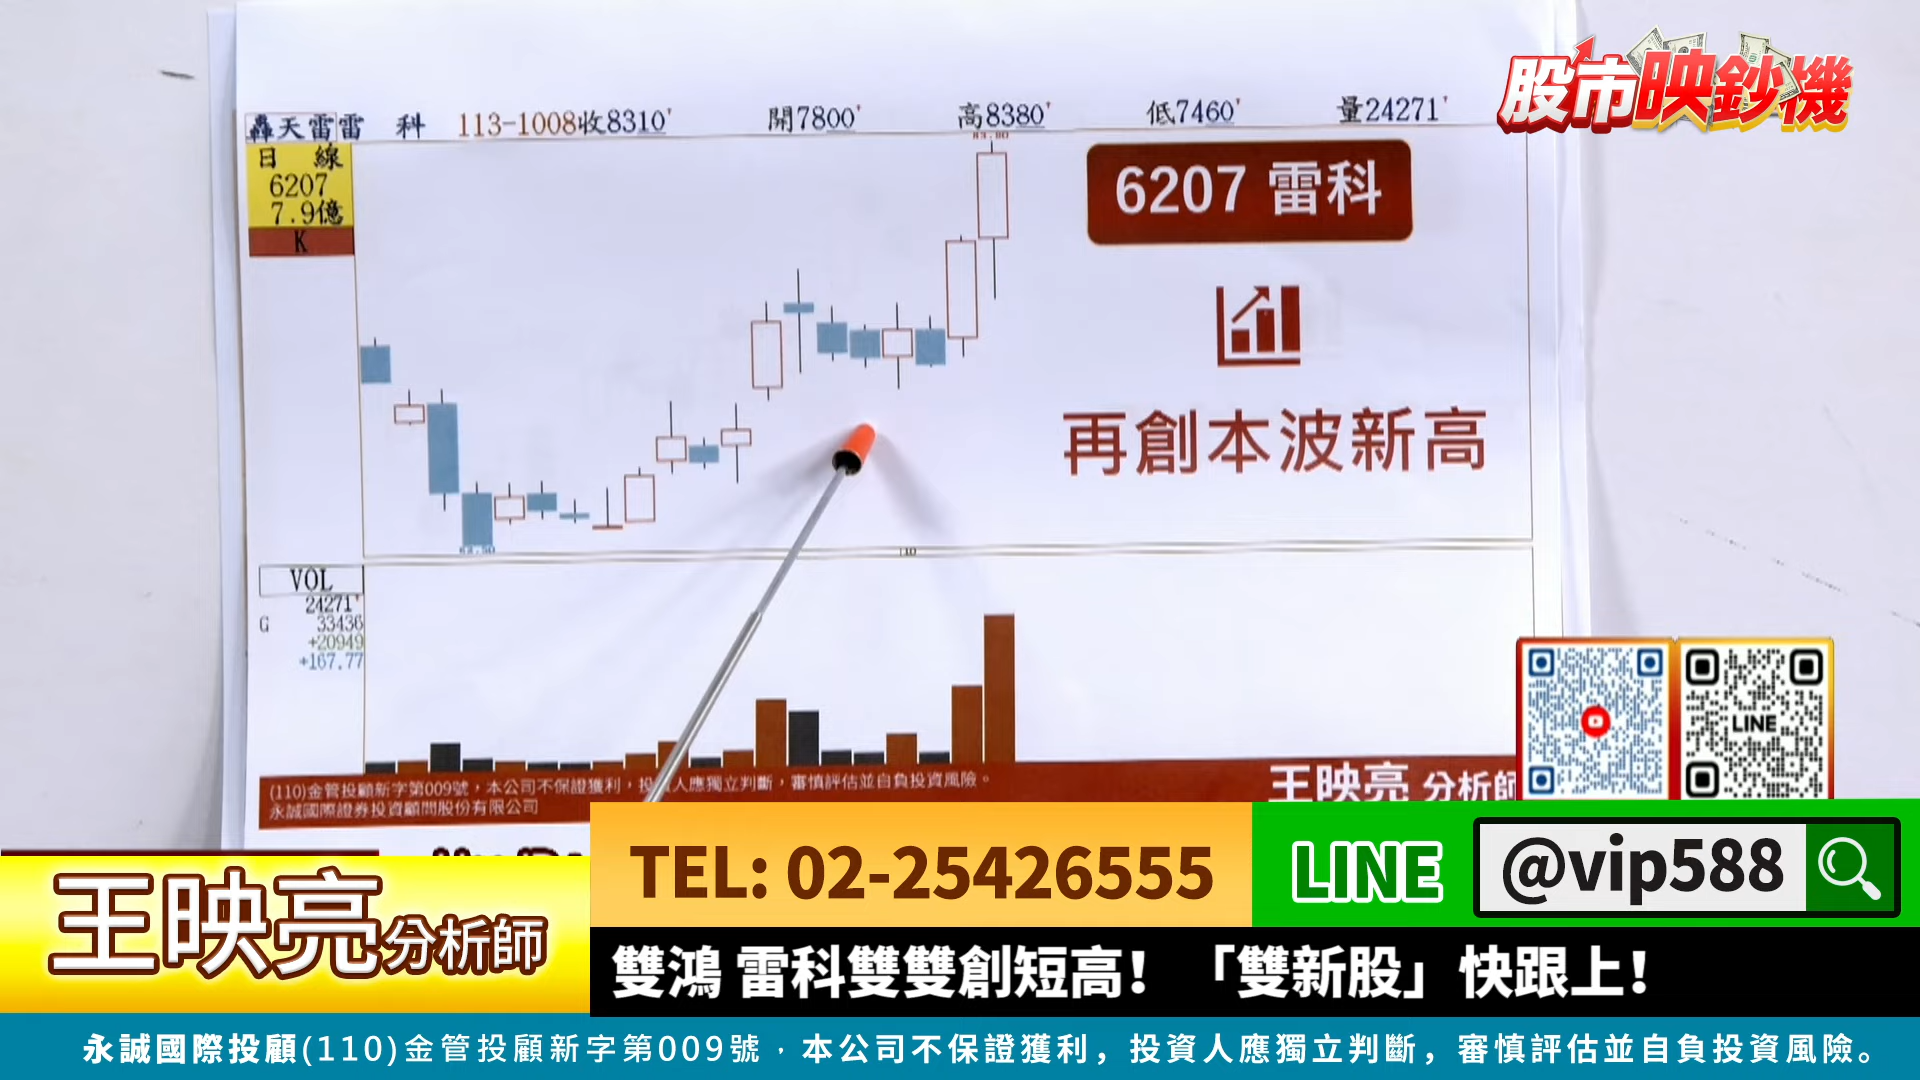 股市映鈔機
轟天雷雷 科 113-1008收8310' 開7800' 高8380' 低7460' 量24271'
83.80
日 線
6207
7.9億
K
6207 雷科
再創本波新高
10
VOL
24271'
G 33436
+20949
+167.77
LINE
(110)金管投顧新字第009號，本公司不保證獲利，投 人應獨立判斷，審慎評估並自負投資風險。
永誠國際證券投資顧問股份有限公司
王映亮 分析師
TEL: 02-25426555
LINE @vip588
王映亮分析師
雙鴻 雷科雙雙創短高! 「雙新股」快跟上!
永誠國際投顧(110)金管投顧新字第009號，本公司不保證獲利，投資人應獨立判斷，審慎評估並自負投資風險。